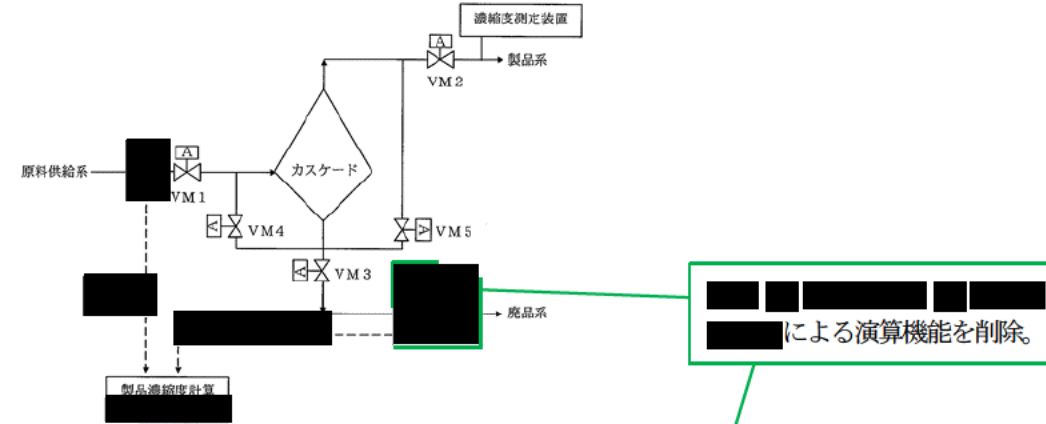 濃縮度測定装置
A
製品系
VM2
原料供給系
A
VM1
カスケード
A
VM4
A
VM5
A
VM3
廃品系
製品濃縮度計算
による演算機能を削除。